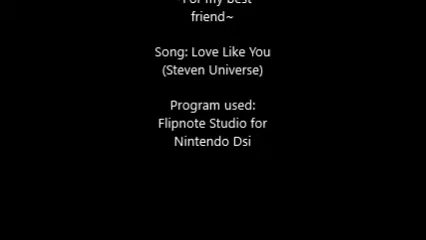 For my best
friend~
Song: Love Like You
(Steven Universe)
Program used:
Flipnote Studio for
Nintendo Dsi